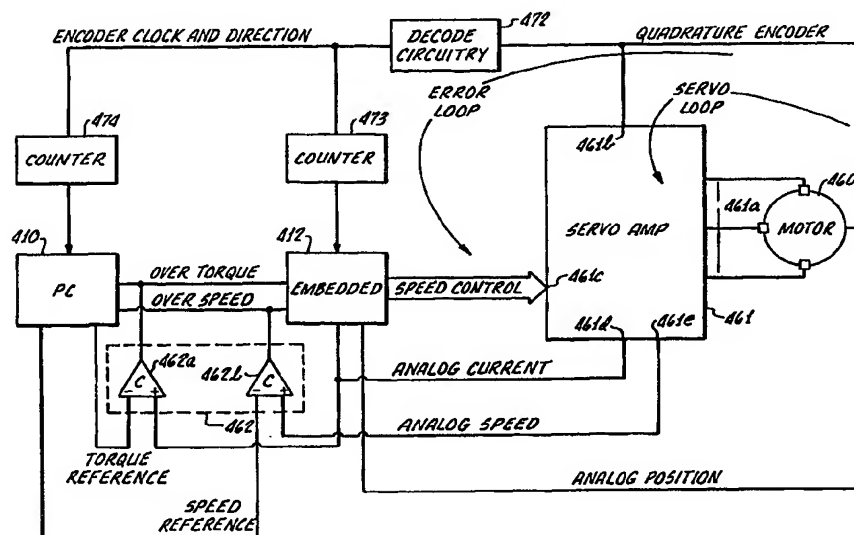 472
ENCODER CLOCK AND DIRECTION
DECODE
CIRCUITRY
QUADRATURE ENCODER
ERROR
LOOP
SERVO
LOOP
474
COUNTER
473
COUNTER
461b
461a
460
MOTOR
SERVO AMP
410
PC
412
EMBEDDED
OVER TORQUE
OVER SPEED
SPEED CONTROL
461c
461d
461e
461
462a
C
- +
462b
C
- +
462
ANALOG CURRENT
ANALOG SPEED
TORQUE
REFERENCE
SPEED
REFERENCE
ANALOG POSITION